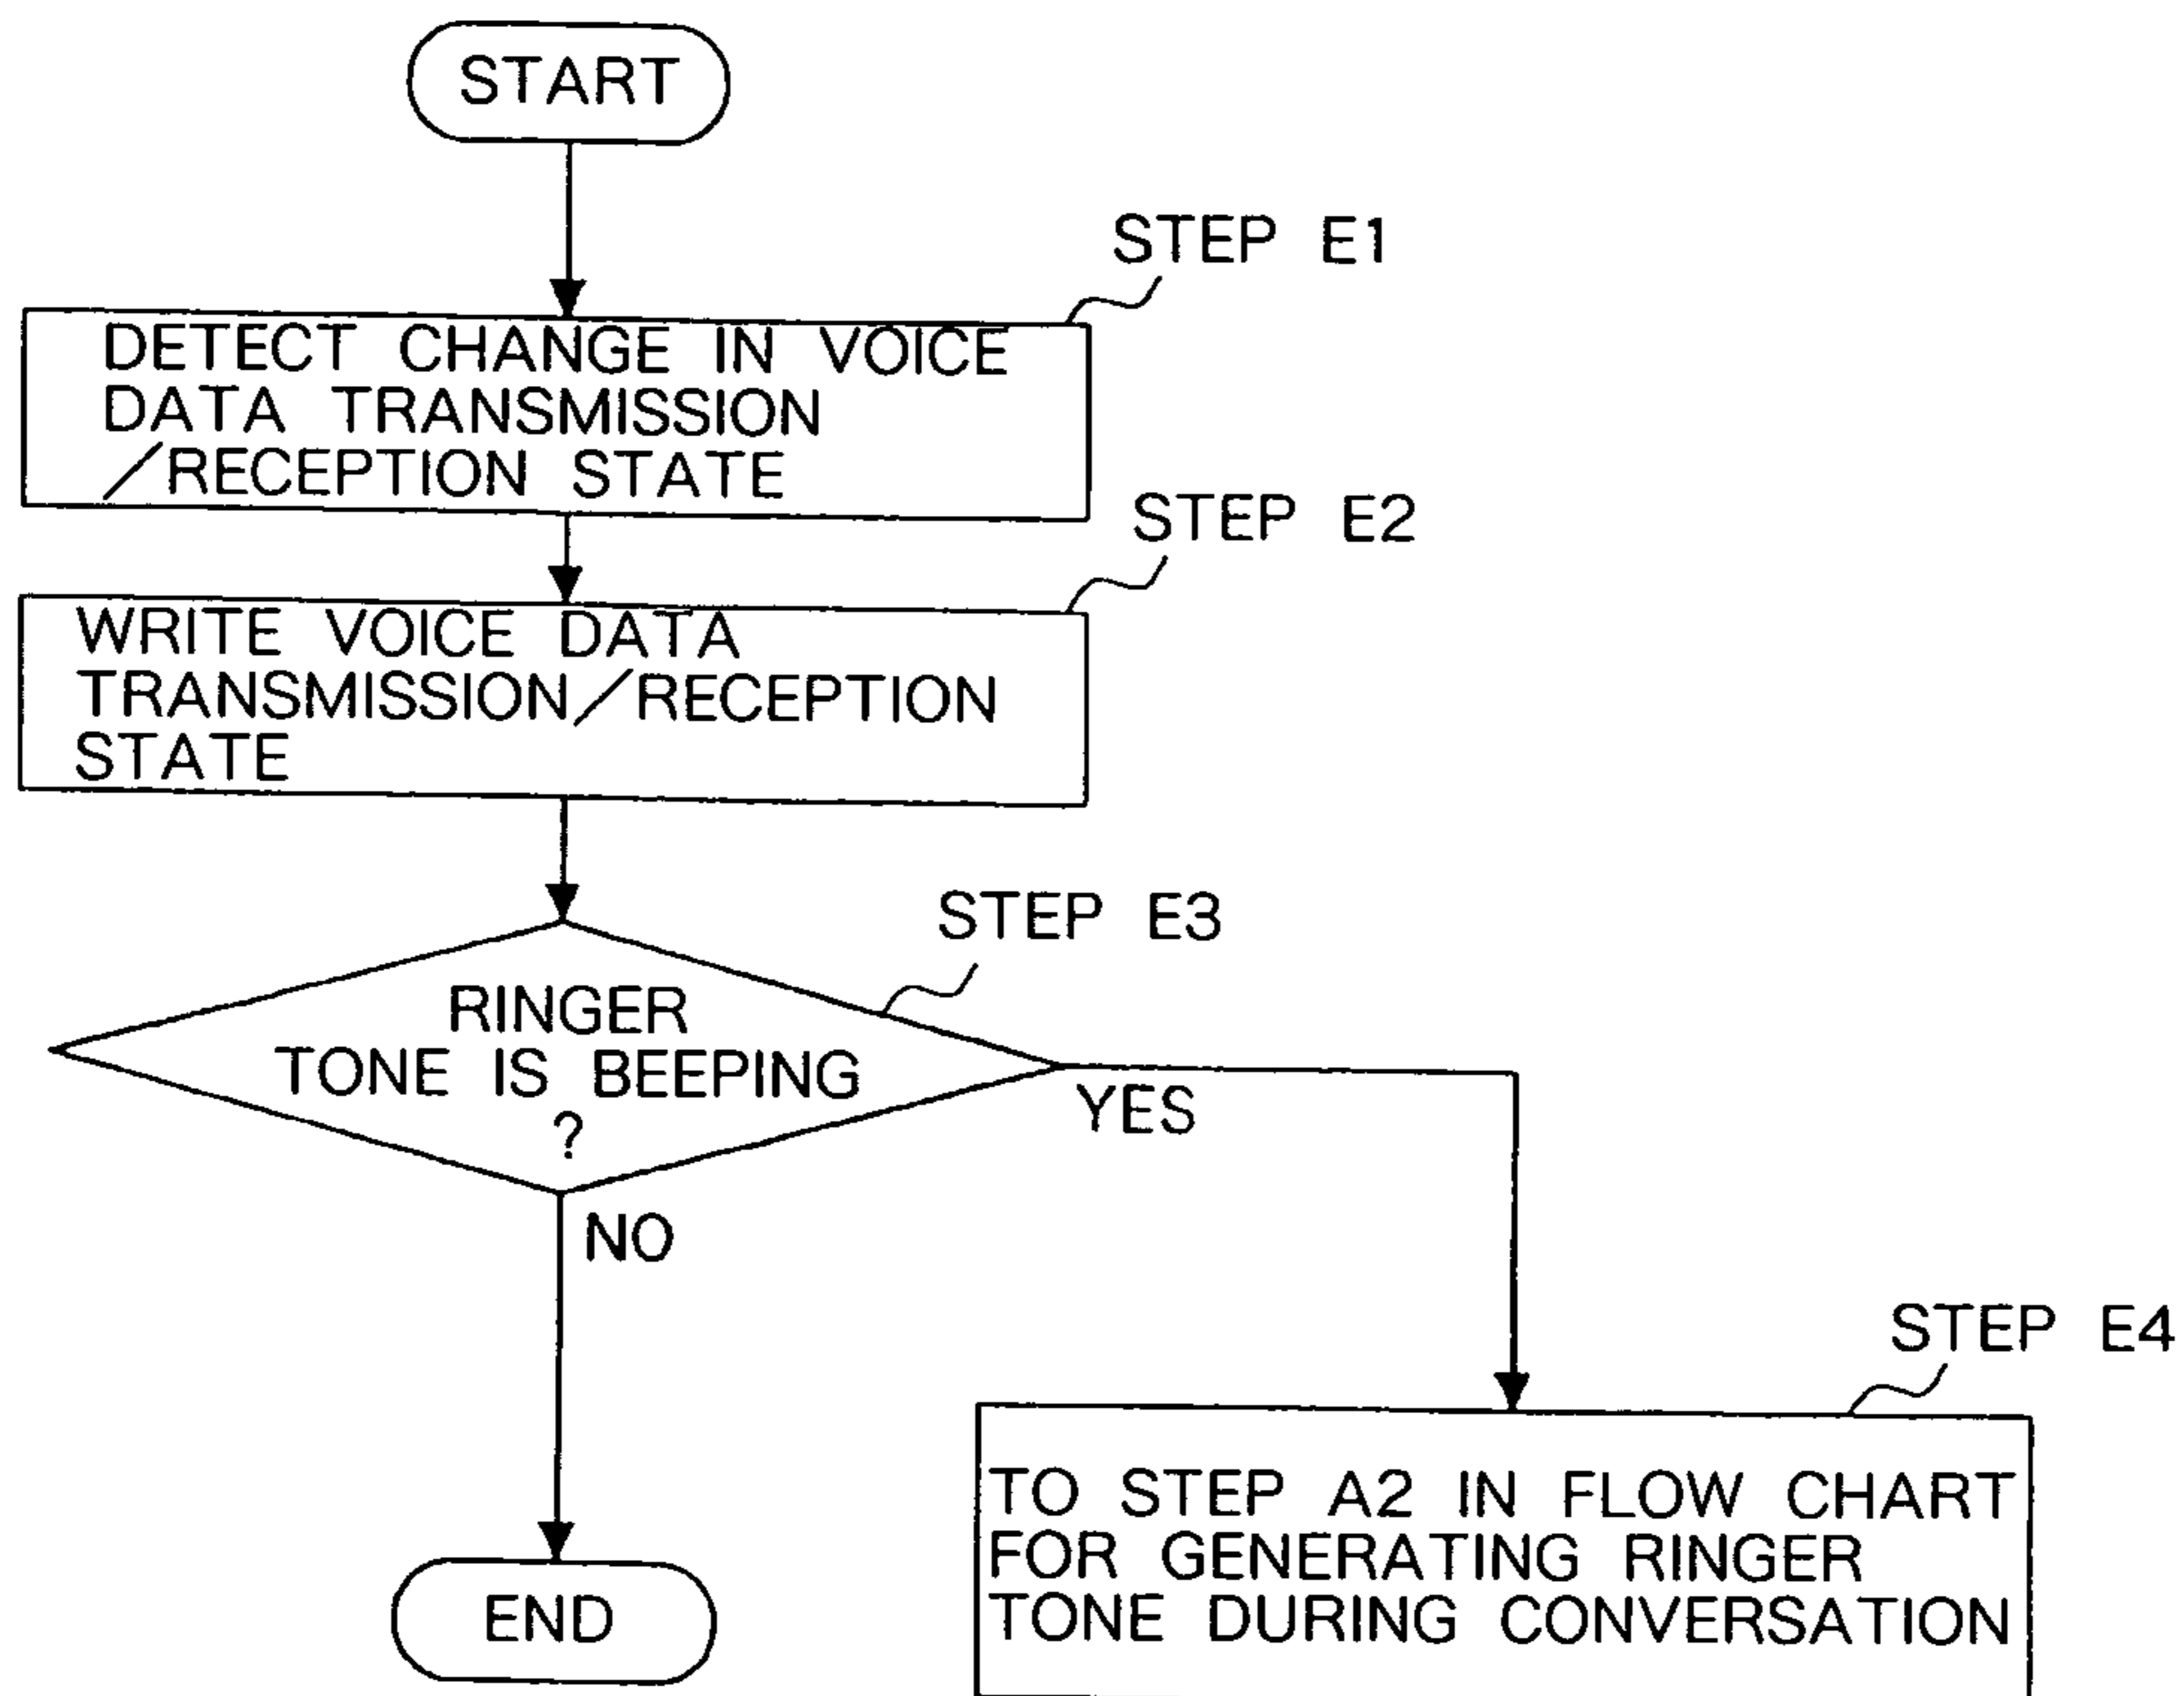 START
STEP E1
DETECT CHANGE IN VOICE
DATA TRANSMISSION
/RECEPTION STATE
STEP E2
WRITE VOICE DATA
TRANSMISSION/RECEPTION
STATE
STEP E3
RINGER
TONE IS BEEPING
?
YES
NO
STEP E4
TO STEP A2 IN FLOW CHART
FOR GENERATING RINGER
TONE DURING CONVERSATION
END